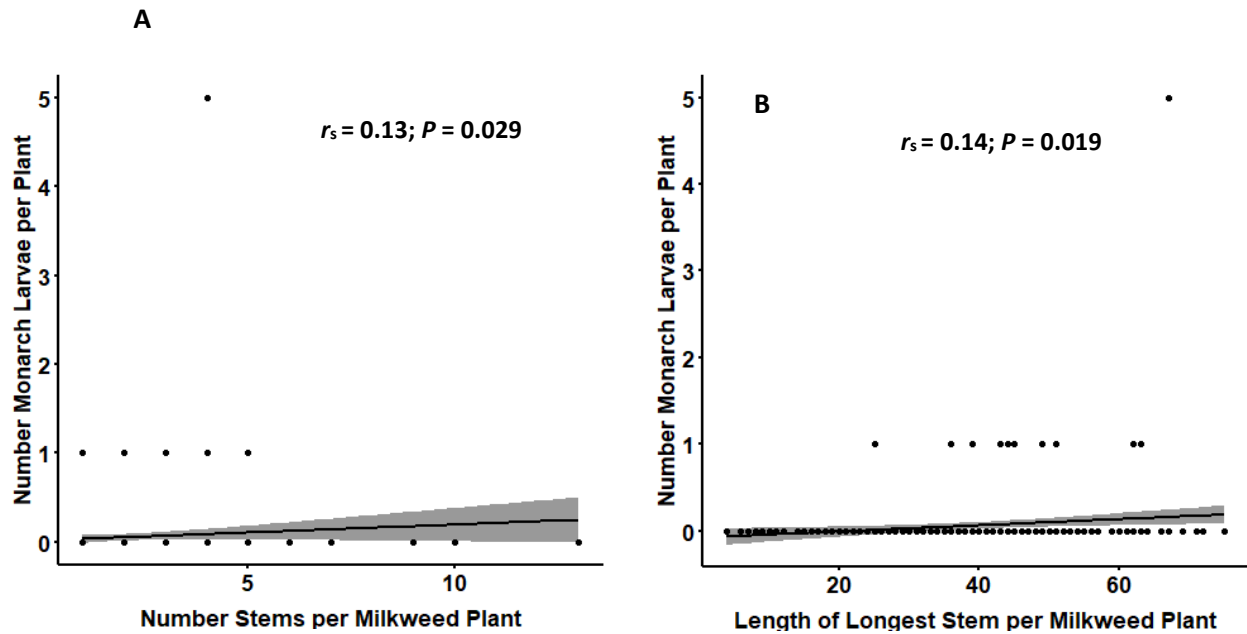 A
B
rs = 0.13; P = 0.029
rs = 0.14; P = 0.019
Number Monarch Larvae per Plant
5
4
3
2
1
0
5 10
Number Stems per Milkweed Plant
Number Monarch Larvae per Plant
5
4
3
2
1
0
20 40 60
Length of Longest Stem per Milkweed Plant